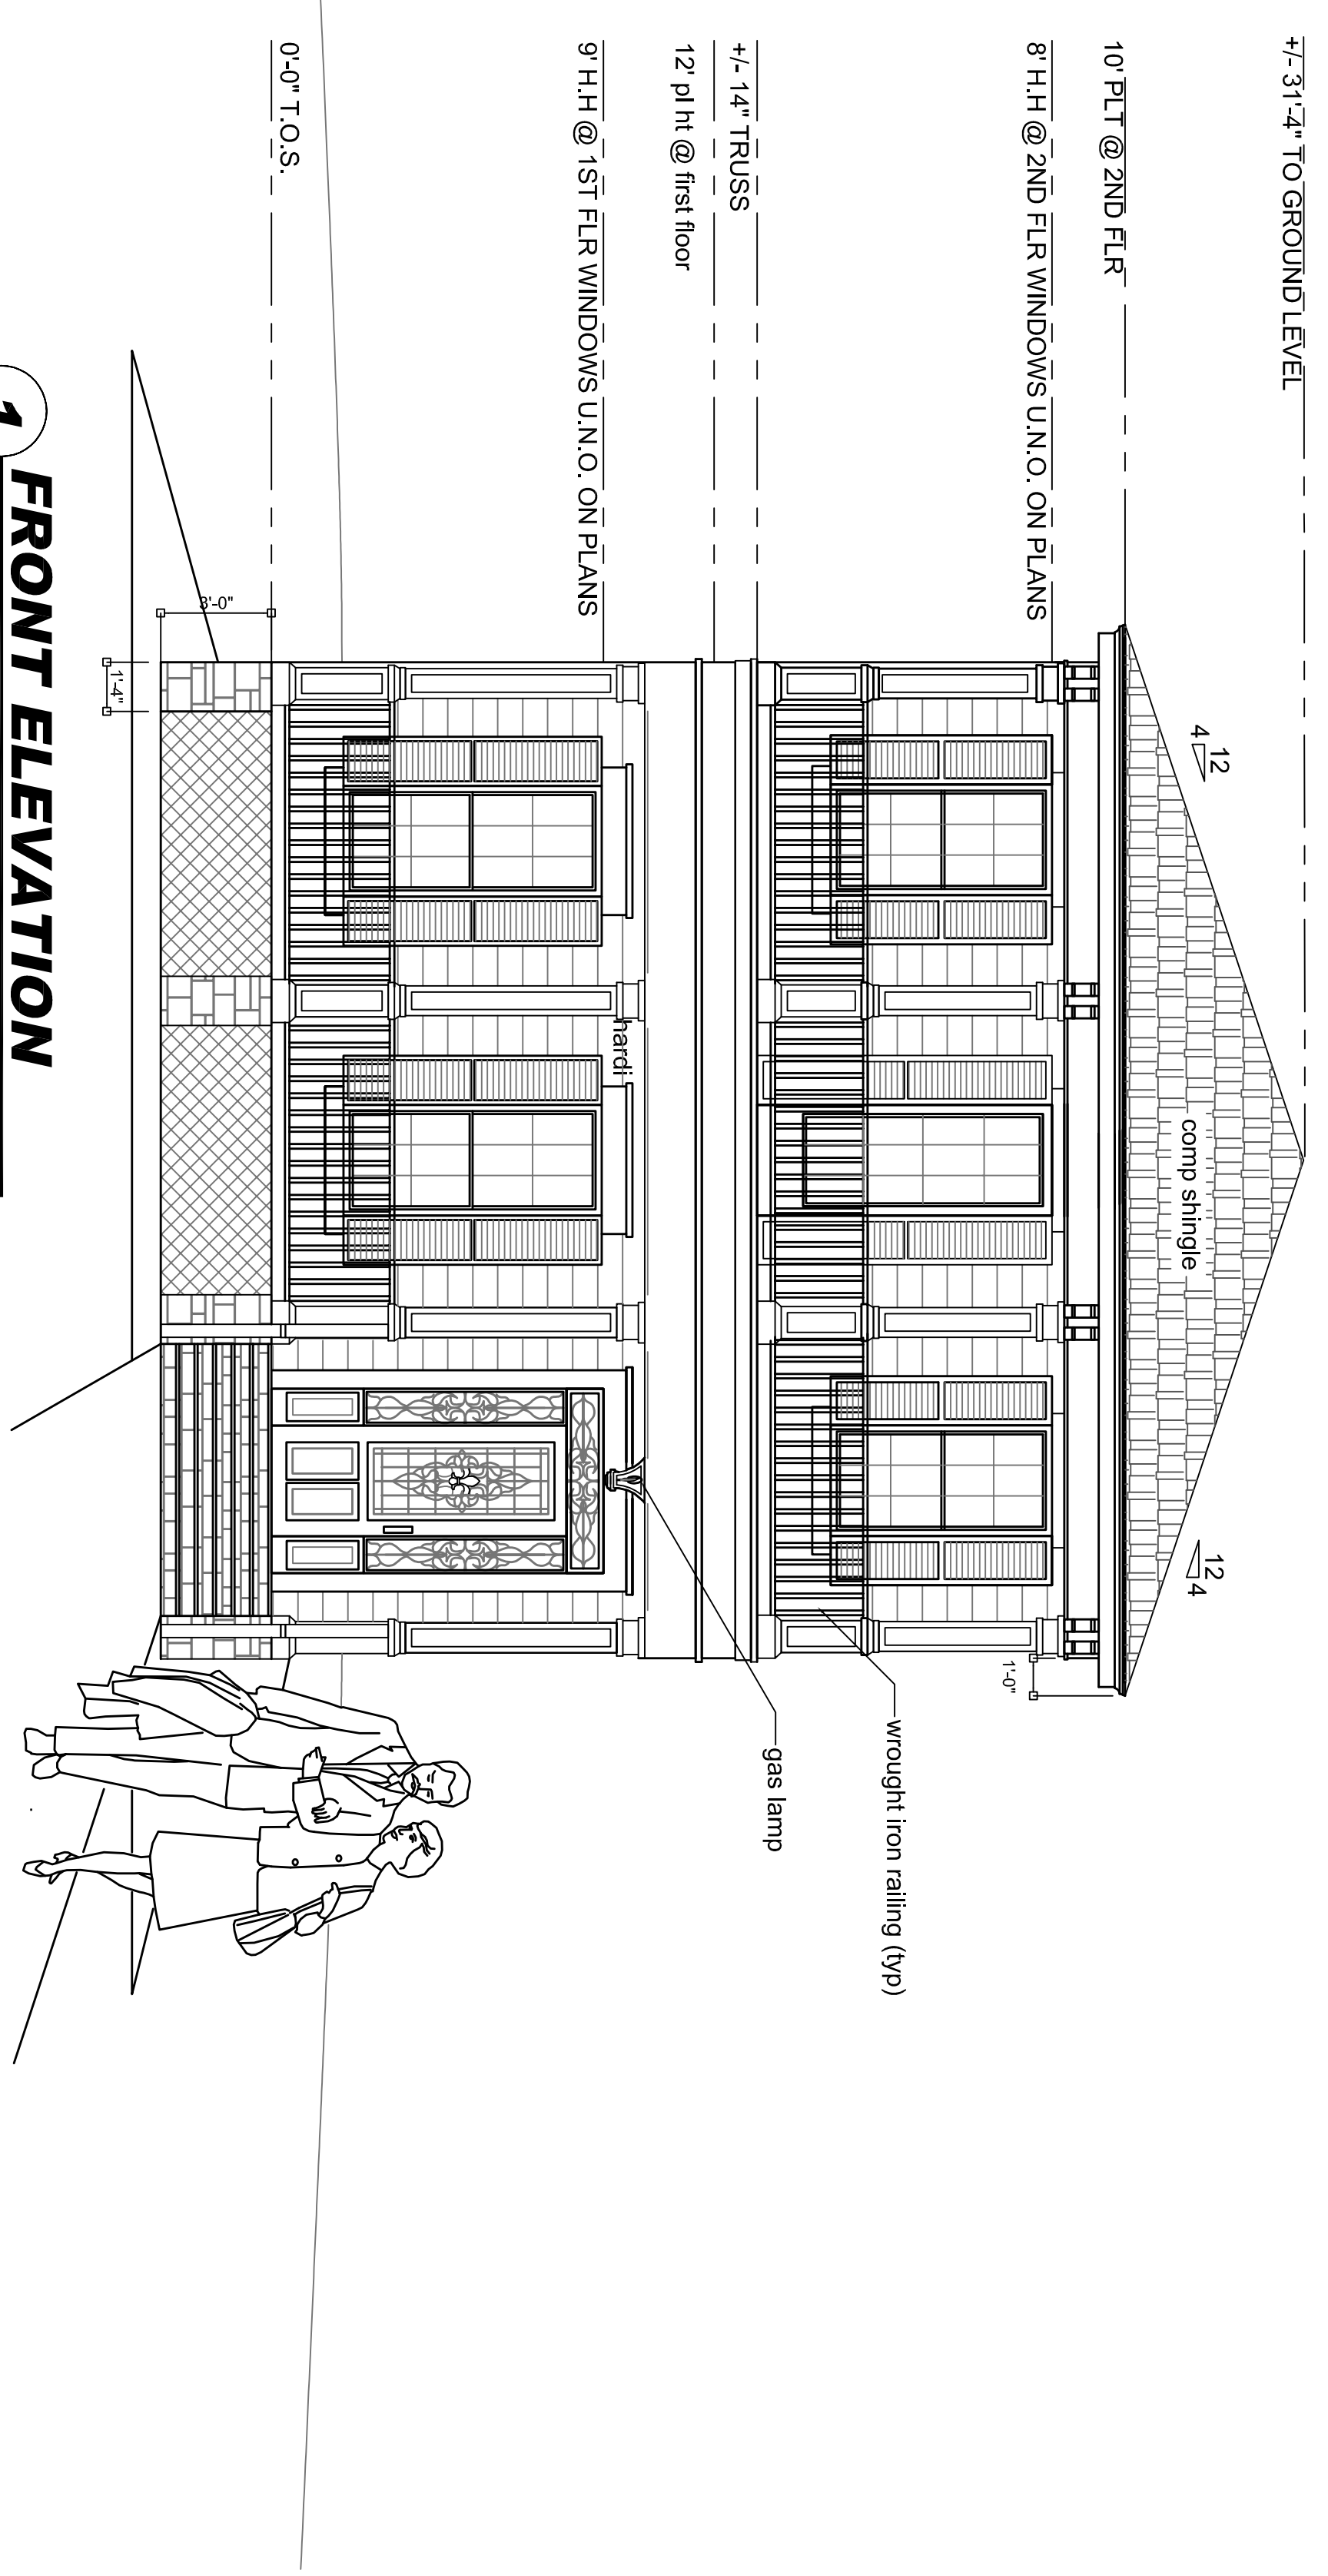 +/- 31'-4" TO GROUND LEVEL
12
4
12
4
comp shingle
10' PLT @ 2ND FLR
8' H.H @ 2ND FLR WINDOWS U.N.O. ON PLANS
1'-0"
wrought iron railing (typ)
+/- 14" TRUSS
12' pl ht @ first floor
gas lamp
hardi
9' H.H @ 1ST FLR WINDOWS U.N.O. ON PLANS
0'-0" T.O.S.
3'-0"
1'-4"
1 FRONT ELEVATION